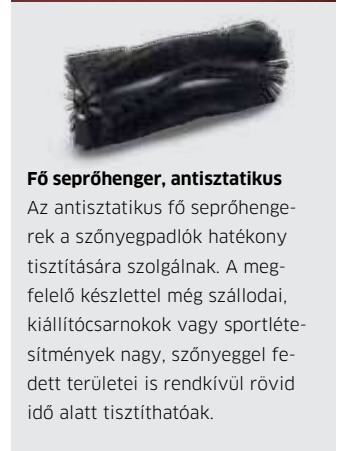 Fő seprőhenger, antisztatikus
Az antisztatikus fő seprőhenge-
rek a szőnyegpadlók hatékony
tisztítására szolgálnak. A meg-
felelő készlettel még szállodai,
kiállítócsarnokok vagy sportléte-
sítmények nagy, szőnyeggel fe-
dett területei is rendkívül rövid
idő alatt tisztíthatóak.